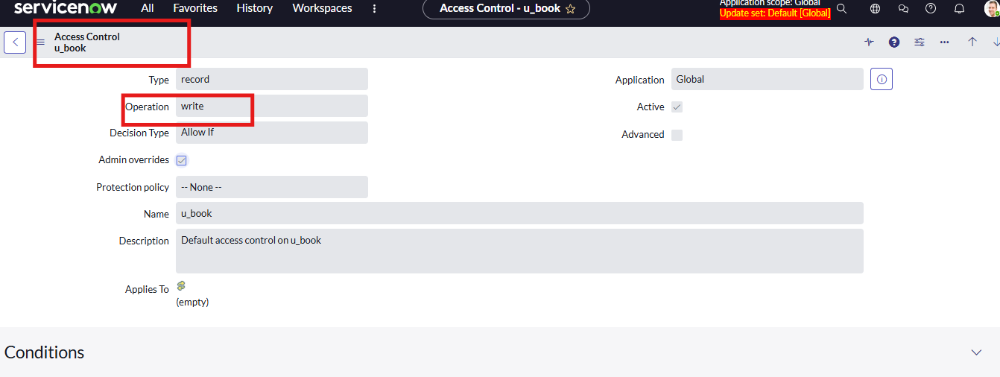 servicenow All Favorites History Workspaces Access Control - u_book Application scope: Global
Update set: Default [Global]
Access Control
u_book
Type record Application Global
Operation write Active
Decision Type Allow If Advanced
Admin overrides
Protection policy -- None --
Name u_book
Description Default access control on u_book
Applies To
(empty)
Conditions